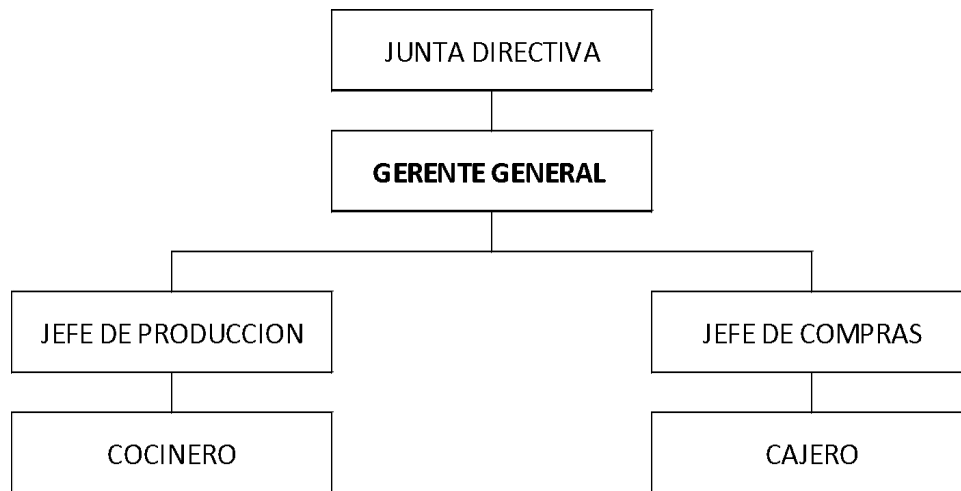 JUNTA DIRECTIVA
GERENTE GENERAL
JEFE DE PRODUCCION
JEFE DE COMPRAS
COCINERO
CAJERO